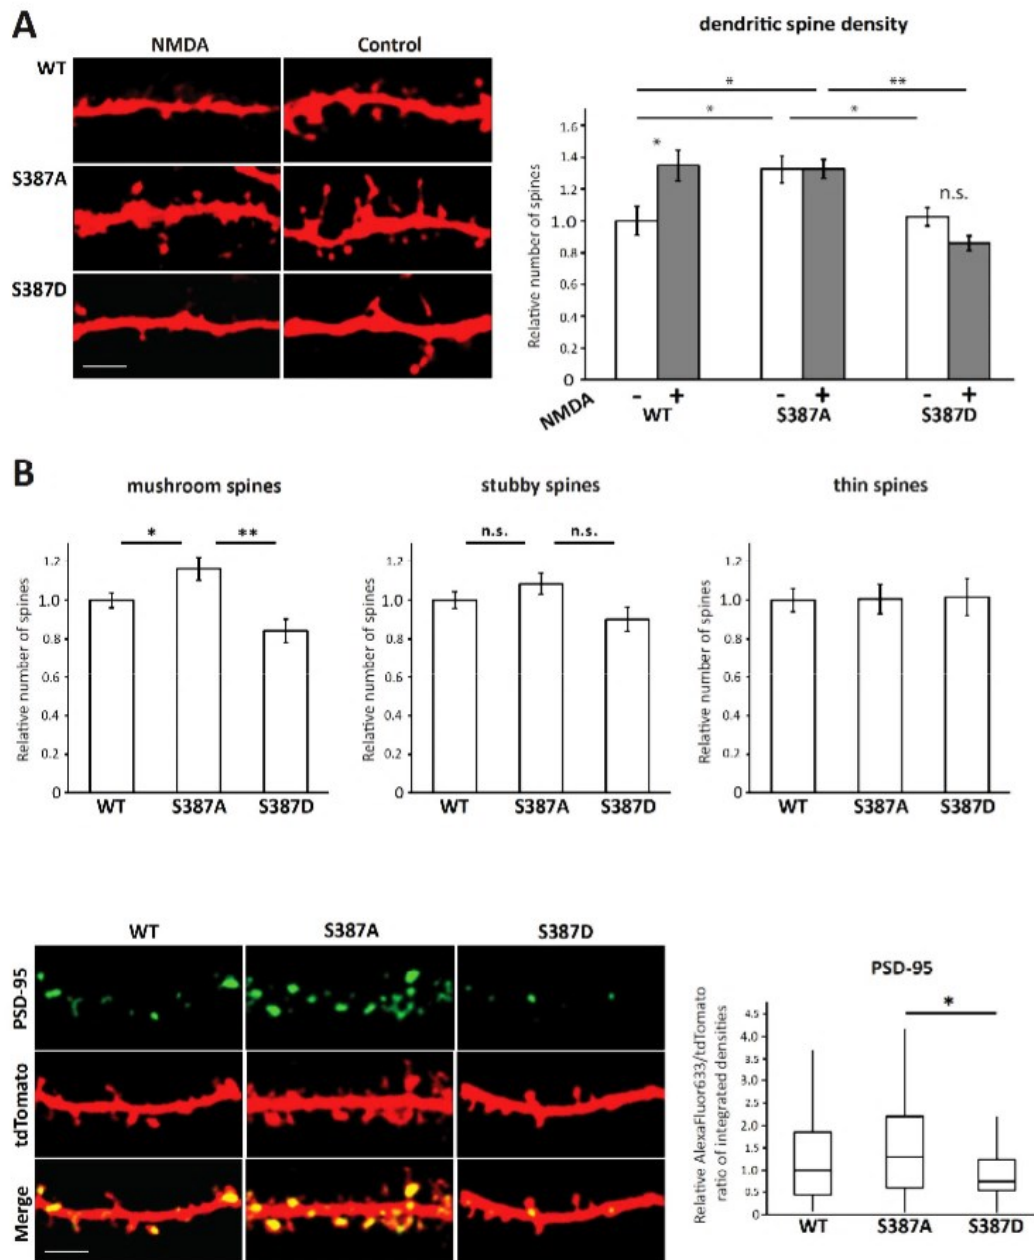 A
NMDA Control
WT
S387A
S387D
dendritic spine density
* **
* *
*
n.s.
Relative number of spines
1.6
1.4
1.2
1.0
0.8
0.6
0.4
0.2
0
NMDA - + - + - +
WT S387A S387D
B
mushroom spines
* **
Relative number of spines
1.2
1.0
0.8
0.6
0.4
0.2
0
WT S387A S387D
stubby spines
n.s. n.s.
Relative number of spines
1.2
1.0
0.8
0.6
0.4
0.2
0
WT S387A S387D
thin spines
Relative number of spines
1.2
1.0
0.8
0.6
0.4
0.2
0
WT S387A S387D
WT S387A S387D
PSD-95
tdTomato
Merge
PSD-95
*
Relative AlexaFluor633/tdTomato
ratio of integrated densities
4.5
4.0
3.5
3.0
2.5
2.0
1.5
1.0
0.5
0
WT S387A S387D